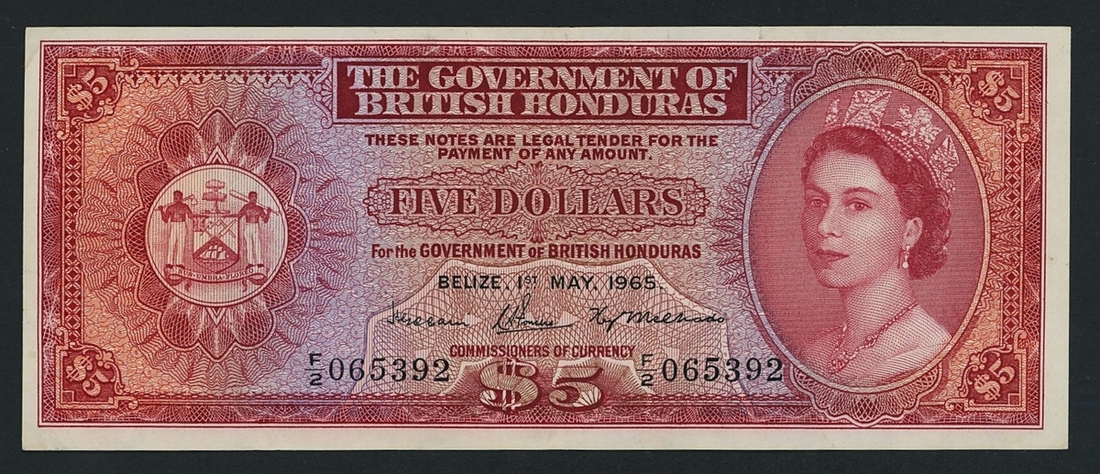 $5
$5
THE GOVERNMENT OF
BRITISH HONDURAS
THESE NOTES ARE LEGAL TENDER FOR THE
PAYMENT OF ANY AMOUNT.
FIVE DOLLARS
For the GOVERNMENT of BRITISH HONDURAS
BELIZE, 1ST MAY, 1965.
COMMISSIONERS OF CURRENCY
F/2 065392
F/2 065392
$5
$5
$5